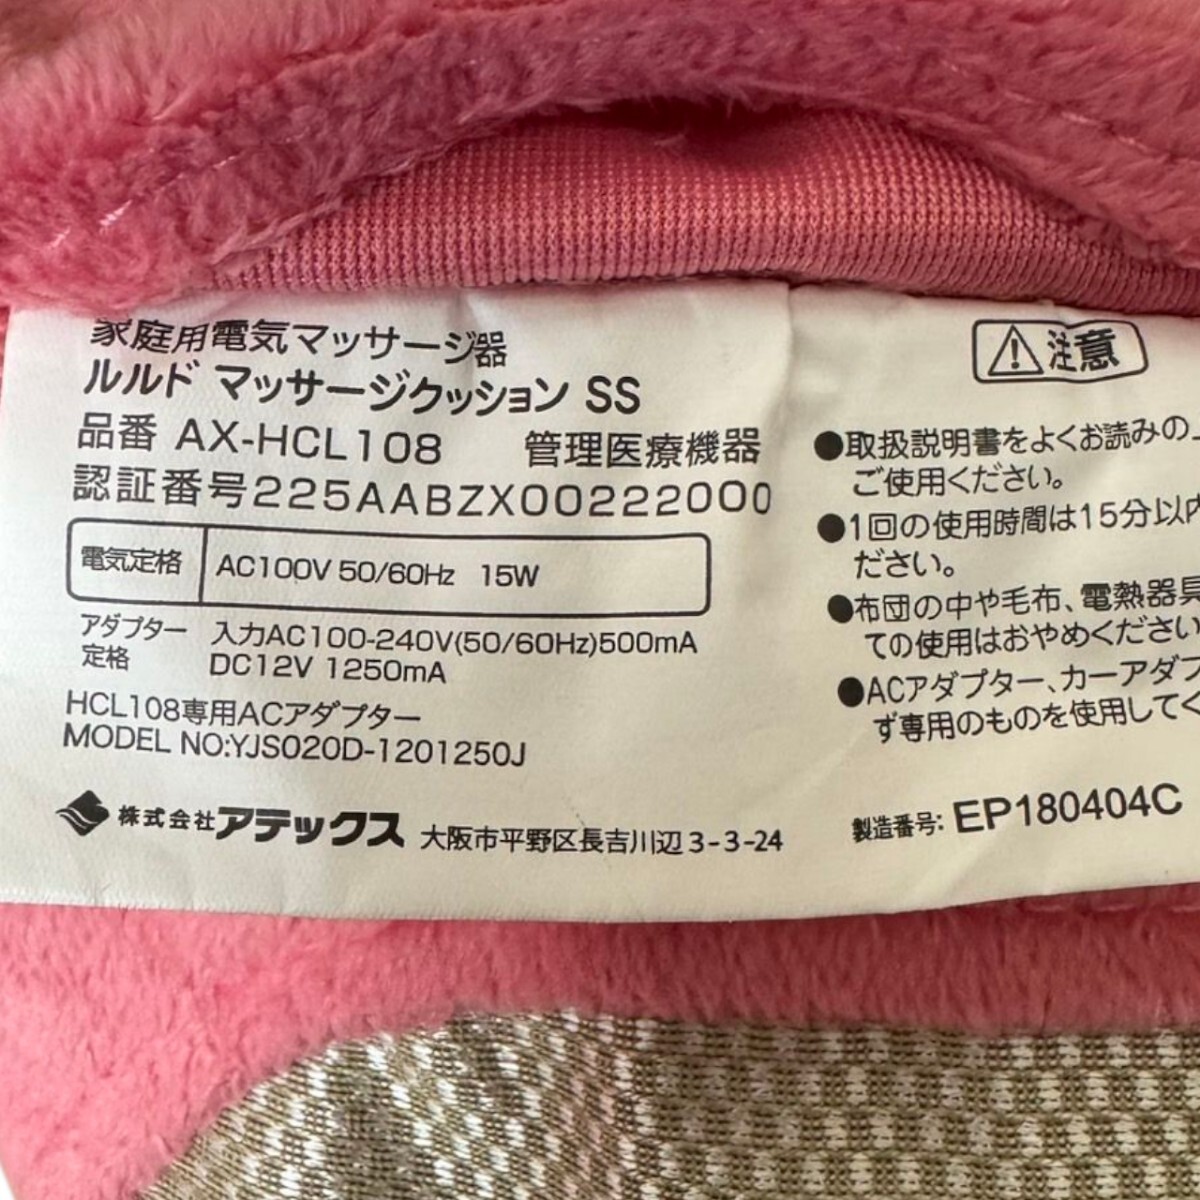 家庭用電気マッサージ器
ルルド マッサージクッション SS
品番 AX-HCL108 管理医療機器
認証番号225AABZX00222000
電気定格 AC100V 50/60Hz 15W
アダプター定格 入力AC100-240V(50/60Hz)500mA
DC12V 1250mA
HCL108専用ACアダプター
MODEL NO:YJS020D-1201250J
株式会社アテックス 大阪市平野区長吉川辺3-3-24
注意
●取扱説明書をよくお読みの上
ご使用ください。
●1回の使用時間は15分以内
ださい。
●布団の中や毛布、電熱器具
ての使用はおやめください
●ACアダプター、カーアダプ
ず専用のものを使用してく
製造番号: EP180404C